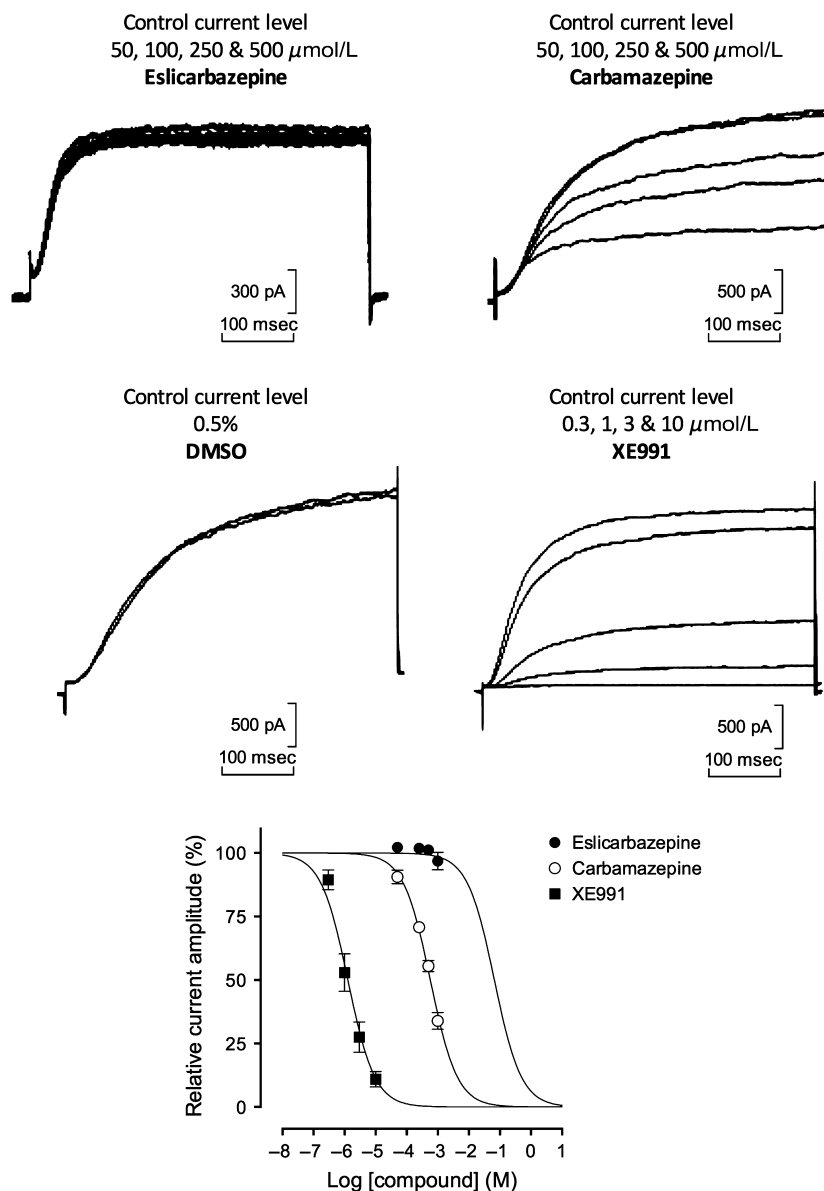 Control current level
50, 100, 250 & 500 µmol/L
Eslicarbazepine
300 pA
100 msec
Control current level
50, 100, 250 & 500 µmol/L
Carbamazepine
500 pA
100 msec
Control current level
0.5%
DMSO
500 pA
100 msec
Control current level
0.3, 1, 3 & 10 µmol/L
XE991
500 pA
100 msec
Relative current amplitude (%)
100
75
50
25
0
–8 –7 –6 –5 –4 –3 –2 –1 0 1
Log [compound] (M)
Eslicarbazepine
Carbamazepine
XE991